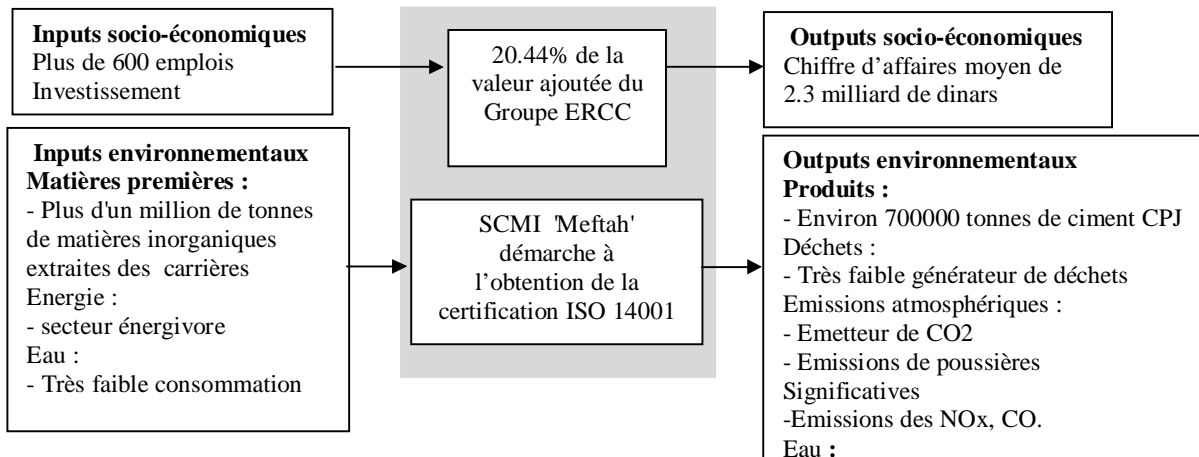 Inputs socio-économiques
Plus de 600 emplois
Investissement
20.44% de la
valeur ajoutée du
Groupe ERCC
Outputs socio-économiques
Chiffre d’affaires moyen de
2.3 milliard de dinars
Inputs environnementaux
Matières premières :
- Plus d'un million de tonnes
de matières inorganiques
extraites des carrières
Energie :
- secteur énergivore
Eau :
- Très faible consommation
SCMI 'Meftah'
démarche à
l’obtention de la
certification ISO 14001
Outputs environnementaux
Produits :
- Environ 700000 tonnes de ciment CPJ
Déchets :
- Très faible générateur de déchets
Emissions atmosphériques :
- Emetteur de CO2
- Emissions de poussières
Significatives
-Emissions des NOx, CO.
Eau :